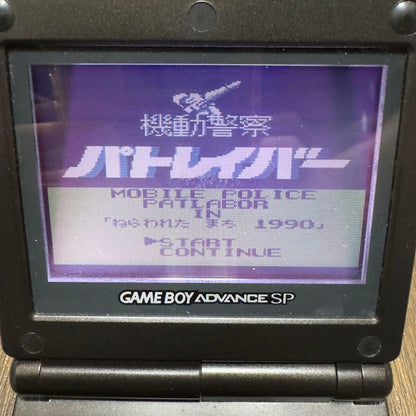 機動警察
パトレイバー
MOBILE POLICE
PATLABOR
IN
「ねらわれた まち 1990」
▶START
CONTINUE
GAME BOY ADVANCE SP